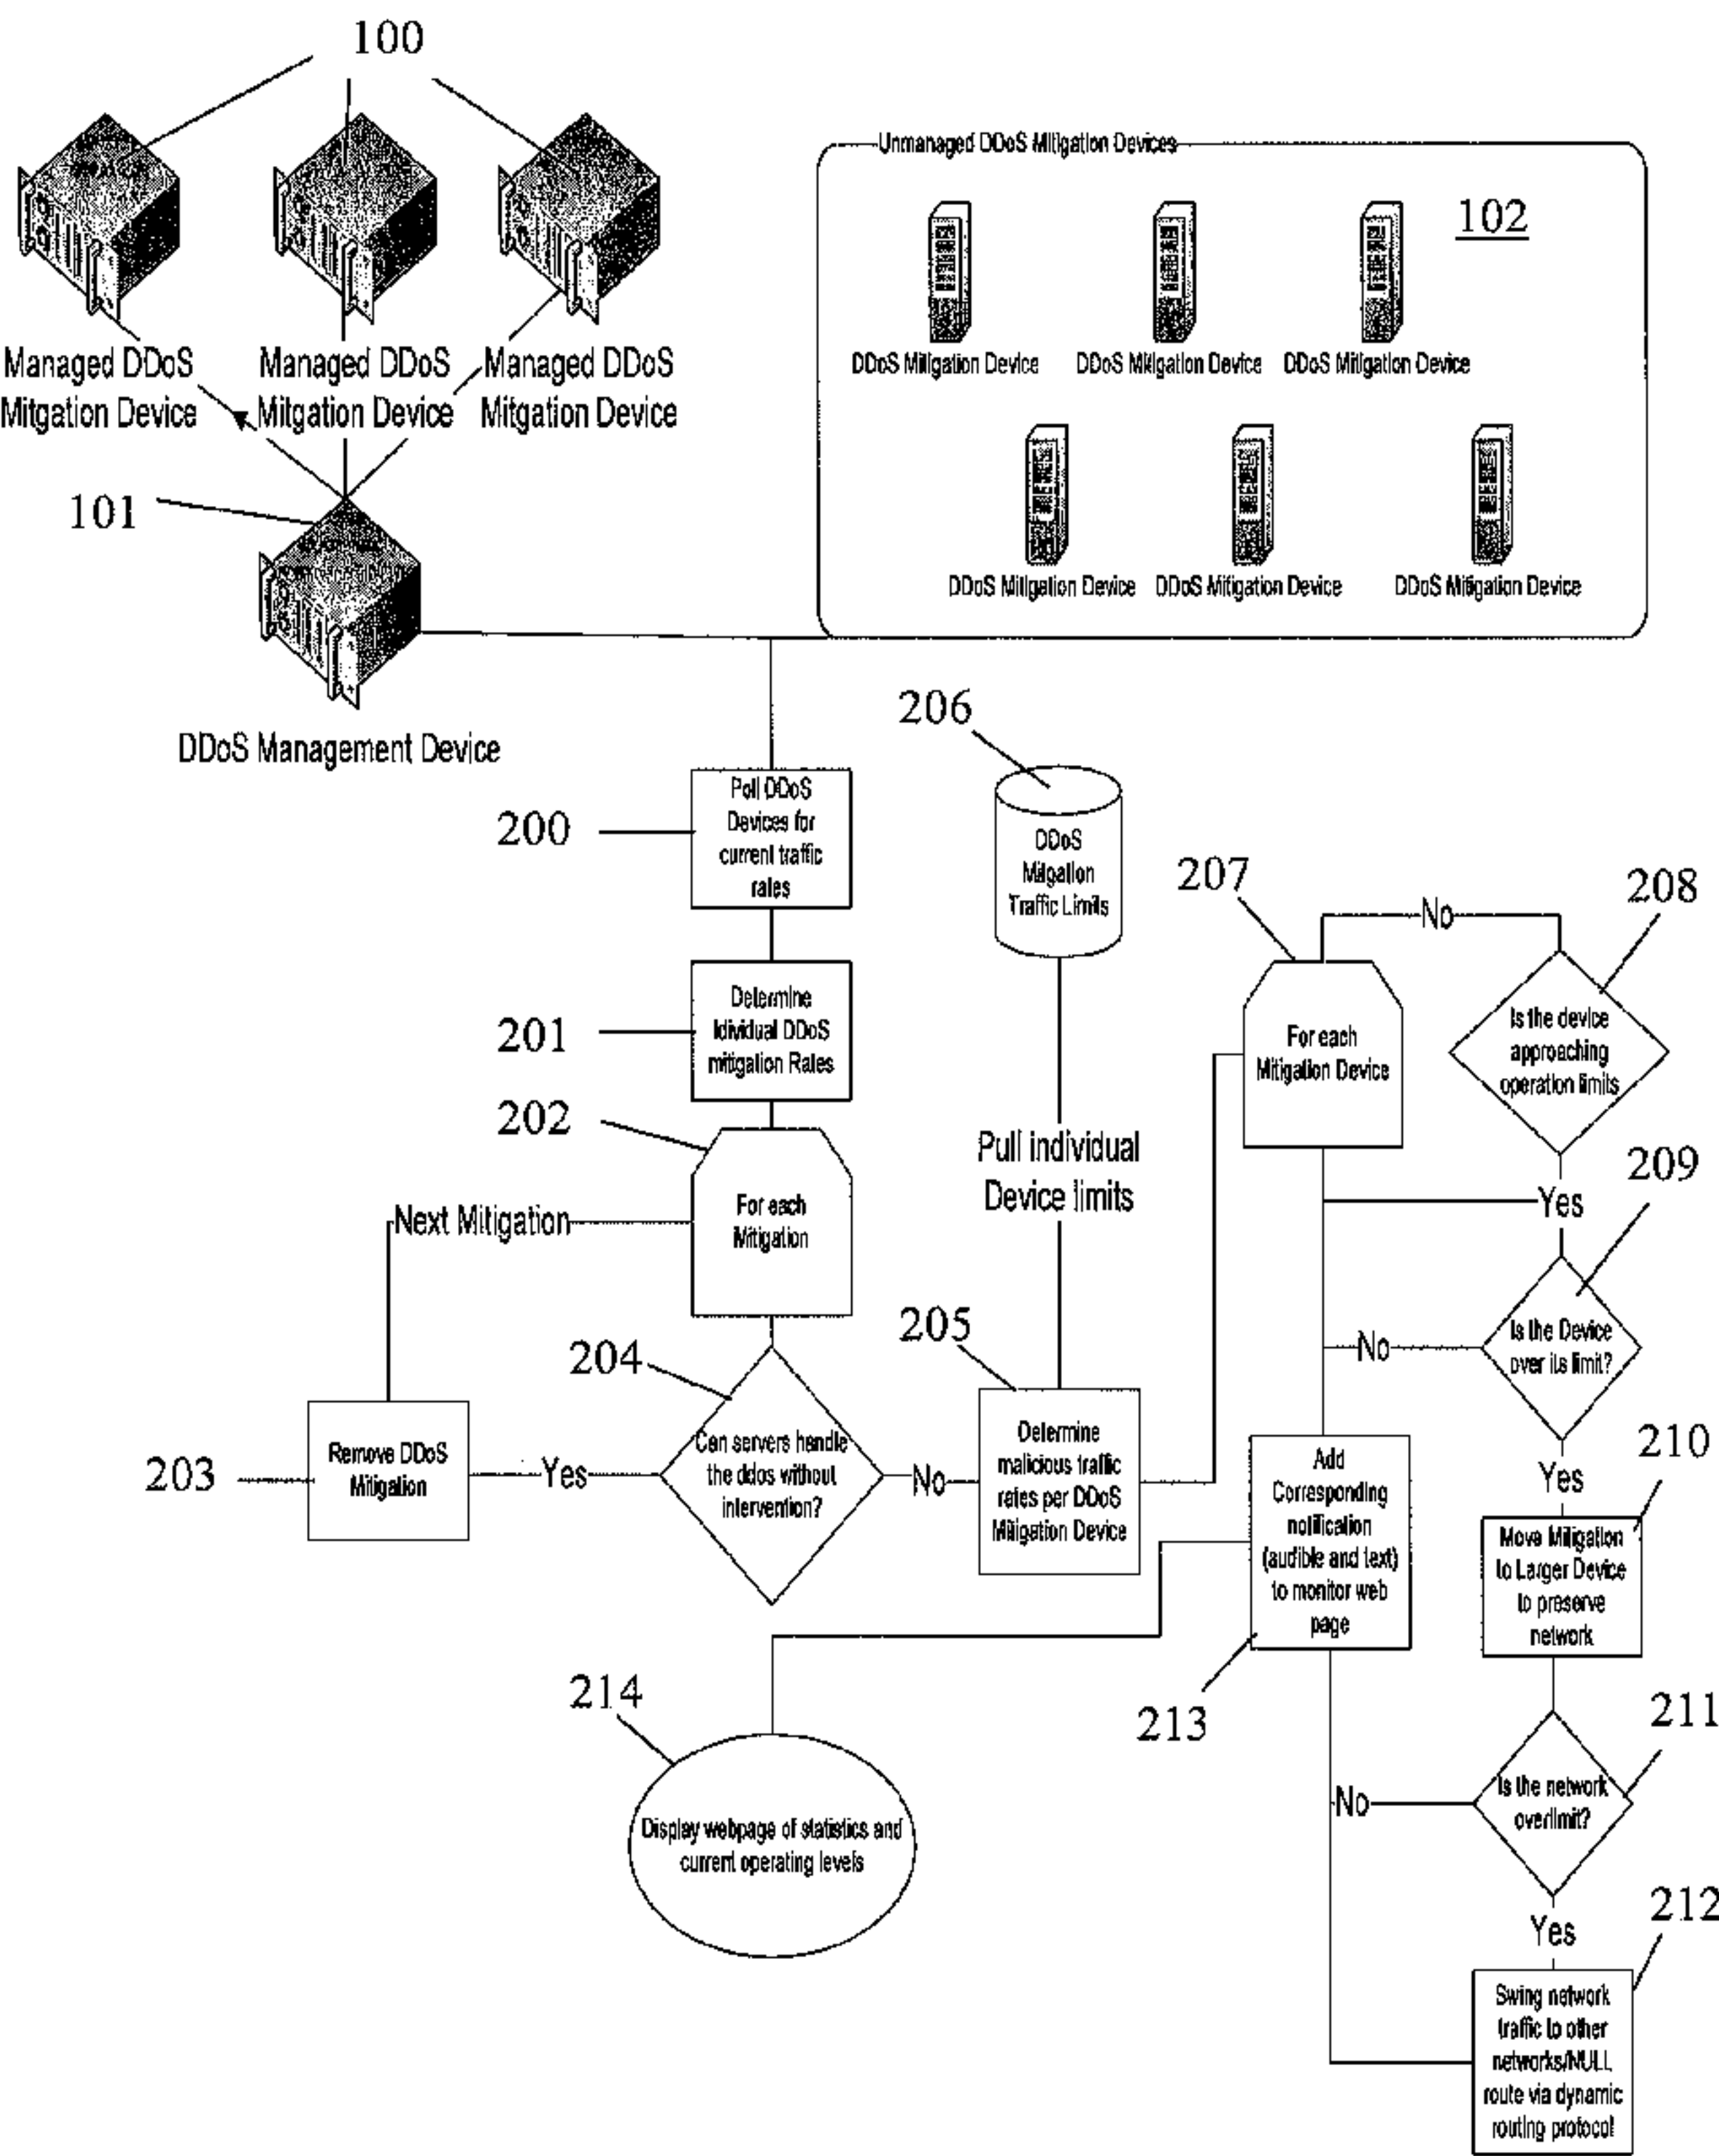 100
Unmanaged DDoS Mitigation Devices
102
DDoS Mitigation Device DDoS Mitigation Device DDoS Mitigation Device
Managed DDoS
Mitgation Device
Managed DDoS
Mitgation Device
Managed DDoS
Mitgation Device
DDoS Mitigation Device DDoS Mitigation Device DDoS Mitigation Device
101
DDoS Management Device
200
Poll DDoS
Devices for
current traffic
rates
206
DDoS
Mitigation
Traffic Limits
201
Determine
Idividual DDoS
mitigation Rates
202
For each
Mitigation
Next Mitigation
Pull individual
Device limits
207
For each
Mitigation Device
No
208
Is the device
approaching
operation limits
Yes
209
Is the Device
over its limit?
No
203
Remove DDoS
Mitigation
Yes
204
Can servers handle
the ddos without
intervention?
No
205
Determine
malicious traffic
rates per DDoS
Mitigation Device
Add
Corresponding
notification
(audible and text)
to monitor web
page
213
Yes
210
Move Mitigation
to Larger Device
to preserve
network
211
Is the network
overlimit?
No
Yes
212
Swing network
traffic to other
networks/NULL
route via dynamic
routing protocol
214
Display webpage of statistics and
current operating levels